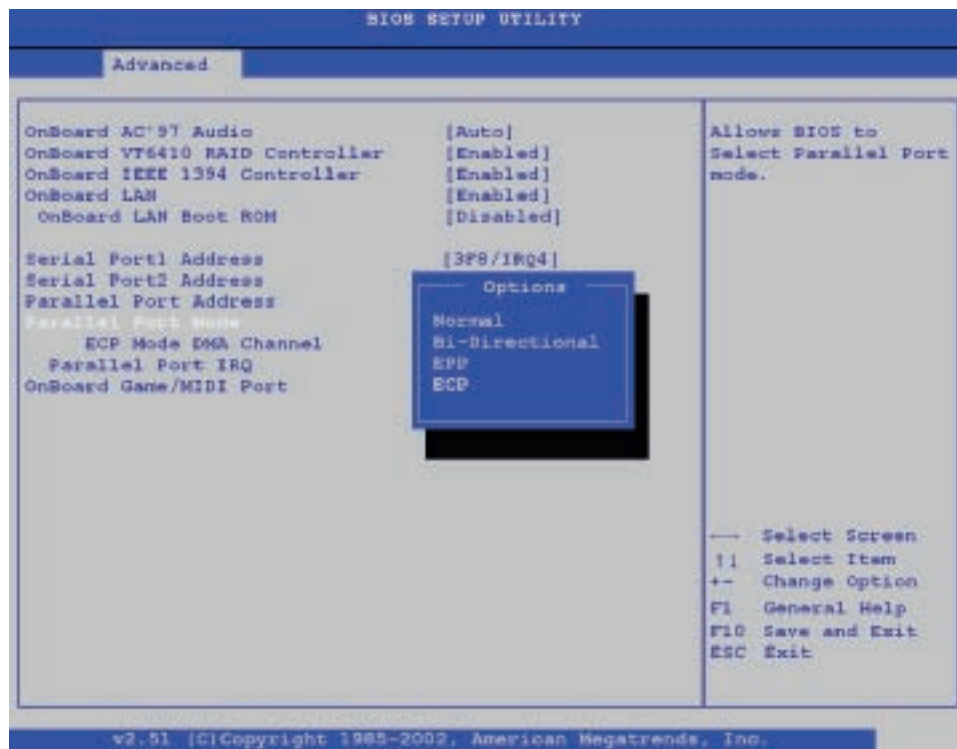 BIOS SETUP UTILITY
Advanced
OnBoard AC'97 Audio [Auto]
OnBoard VT6410 RAID Controller [Enabled]
OnBoard IEEE 1394 Controller [Enabled]
OnBoard LAN [Enabled]
OnBoard LAN Boot ROM [Disabled]
Serial Port1 Address [3F8/IRQ4]
Serial Port2 Address
Parallel Port Address
Parallel Port Mode
ECP Mode DMA Channel
Parallel Port IRQ
OnBoard Game/MIDI Port
Options
Normal
Bi-Directional
EPP
ECP
Allows BIOS to
Select Parallel Port
mode.
←→ Select Screen
↑↓ Select Item
+- Change Option
F1 General Help
F10 Save and Exit
ESC Exit
v2.51 (C)Copyright 1985-2002, American Megatrends, Inc.